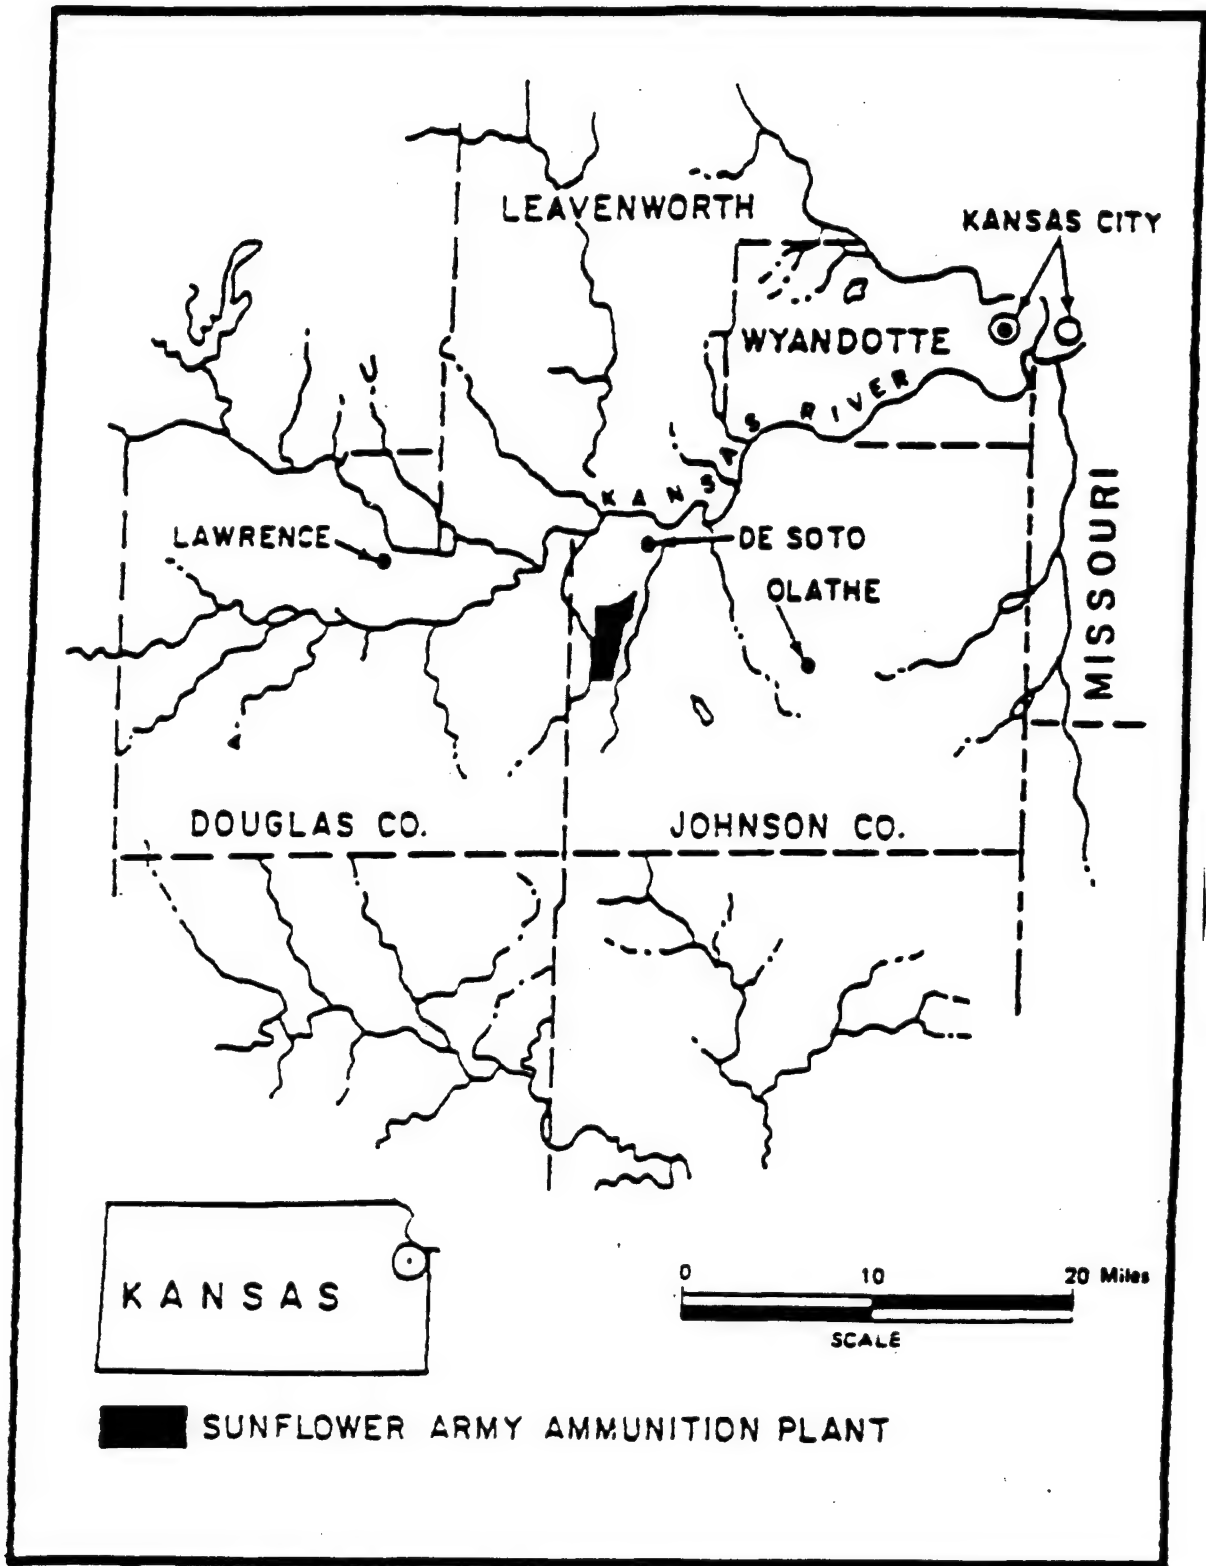 LEAVENWORTH
KANSAS CITY
WYANDOTTE
KANSAS RIVER
LAWRENCE
DE SOTO
OLATHE
MISSOURI
DOUGLAS CO.
JOHNSON CO.
KANSAS
0 10 20 Miles
SCALE
SUNFLOWER ARMY AMMUNITION PLANT